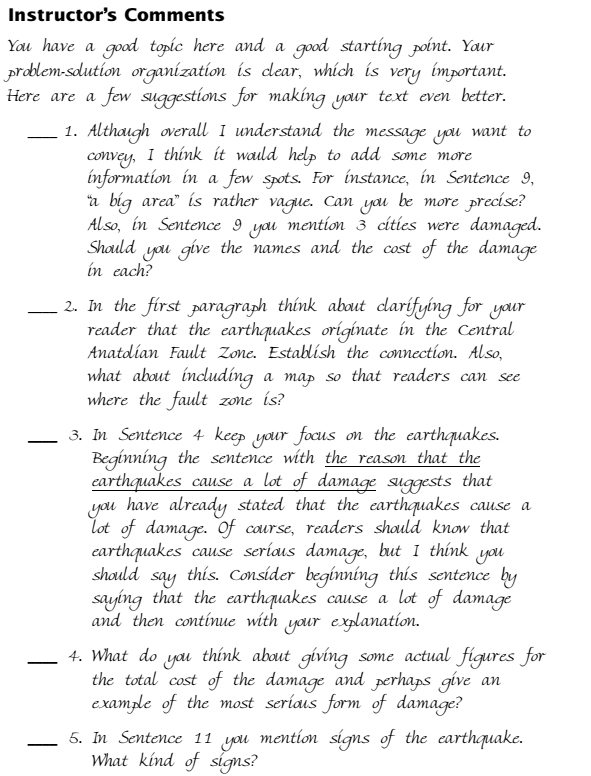 Instructor's Comments
You have a good topic here and a good starting point. Your
problem-solution organization is clear, which is very important.
Here are a few suggestions for making your text even better.
____ 1. Although overall I understand the message you want to
convey, I think it would help to add some more
information in a few spots. For instance, in Sentence 9,
"a big area" is rather vague. Can you be more precise?
Also, in Sentence 9 you mention 3 cities were damaged.
Should you give the names and the cost of the damage
in each?
____ 2. In the first paragraph think about clarifying for your
reader that the earthquakes originate in the Central
Anatolian Fault Zone. Establish the connection. Also,
what about including a map so that readers can see
where the fault zone is?
____ 3. In Sentence 4 keep your focus on the earthquakes.
Beginning the sentence with the reason that the
earthquakes cause a lot of damage suggests that
you have already stated that the earthquakes cause a
lot of damage. Of course, readers should know that
earthquakes cause serious damage, but I think you
should say this. Consider beginning this sentence by
saying that the earthquakes cause a lot of damage
and then continue with your explanation.
____ 4. What do you think about giving some actual figures for
the total cost of the damage and perhaps give an
example of the most serious form of damage?
____ 5. In Sentence 11 you mention signs of the earthquake.
What kind of signs?